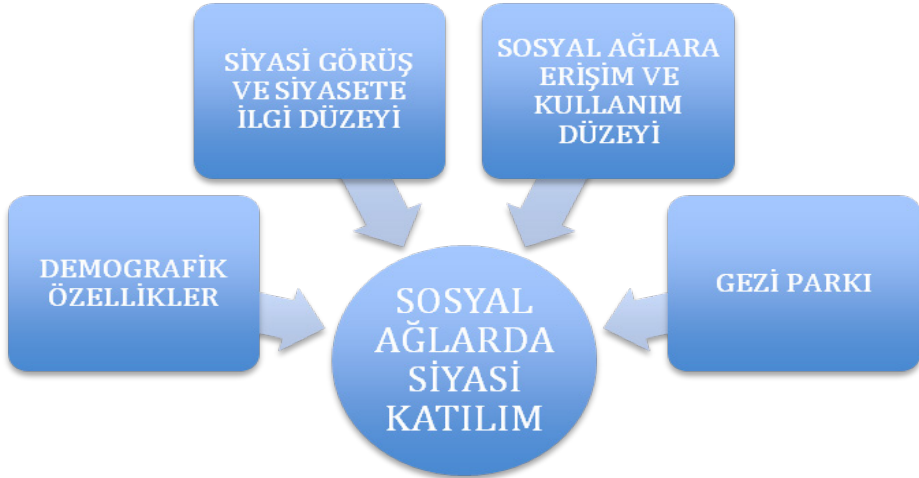 SİYASİ GÖRÜŞ
VE SİYASETE
İLGİ DÜZEYİ
SOSYAL AĞLARA
ERİŞİM VE
KULLANIM
DÜZEYİ
DEMOGRAFİK
ÖZELLİKLER
GEZİ PARKI
SOSYAL
AĞLARDA
SİYASİ
KATILIM